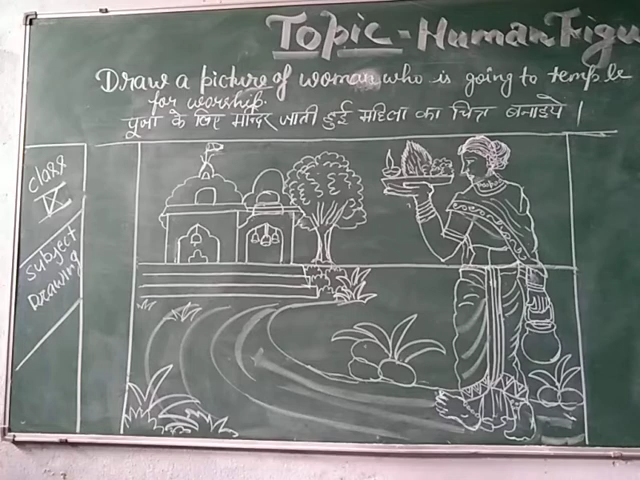 Topic - Human Figu
Draw a picture of woman who is going to temple
for worship.
पूजा के लिए मन्दिर जाती हुई महिला का चित्र बनाइये |
Class
IX
Subject
Drawing